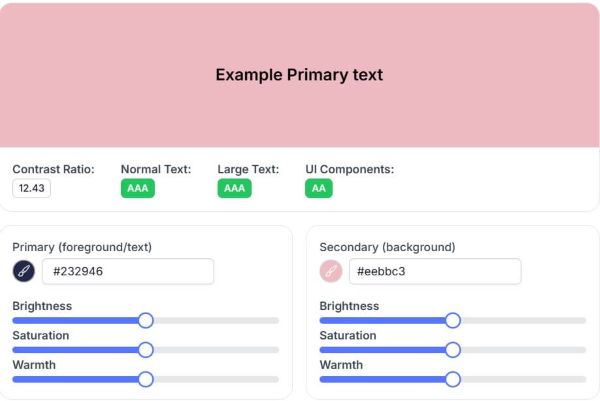 Example Primary text
Contrast Ratio: Normal Text: Large Text: UI Components:
12.43 AAA AAA AA
Primary (foreground/text)
#232946
Brightness
Saturation
Warmth
Secondary (background)
#eebbc3
Brightness
Saturation
Warmth